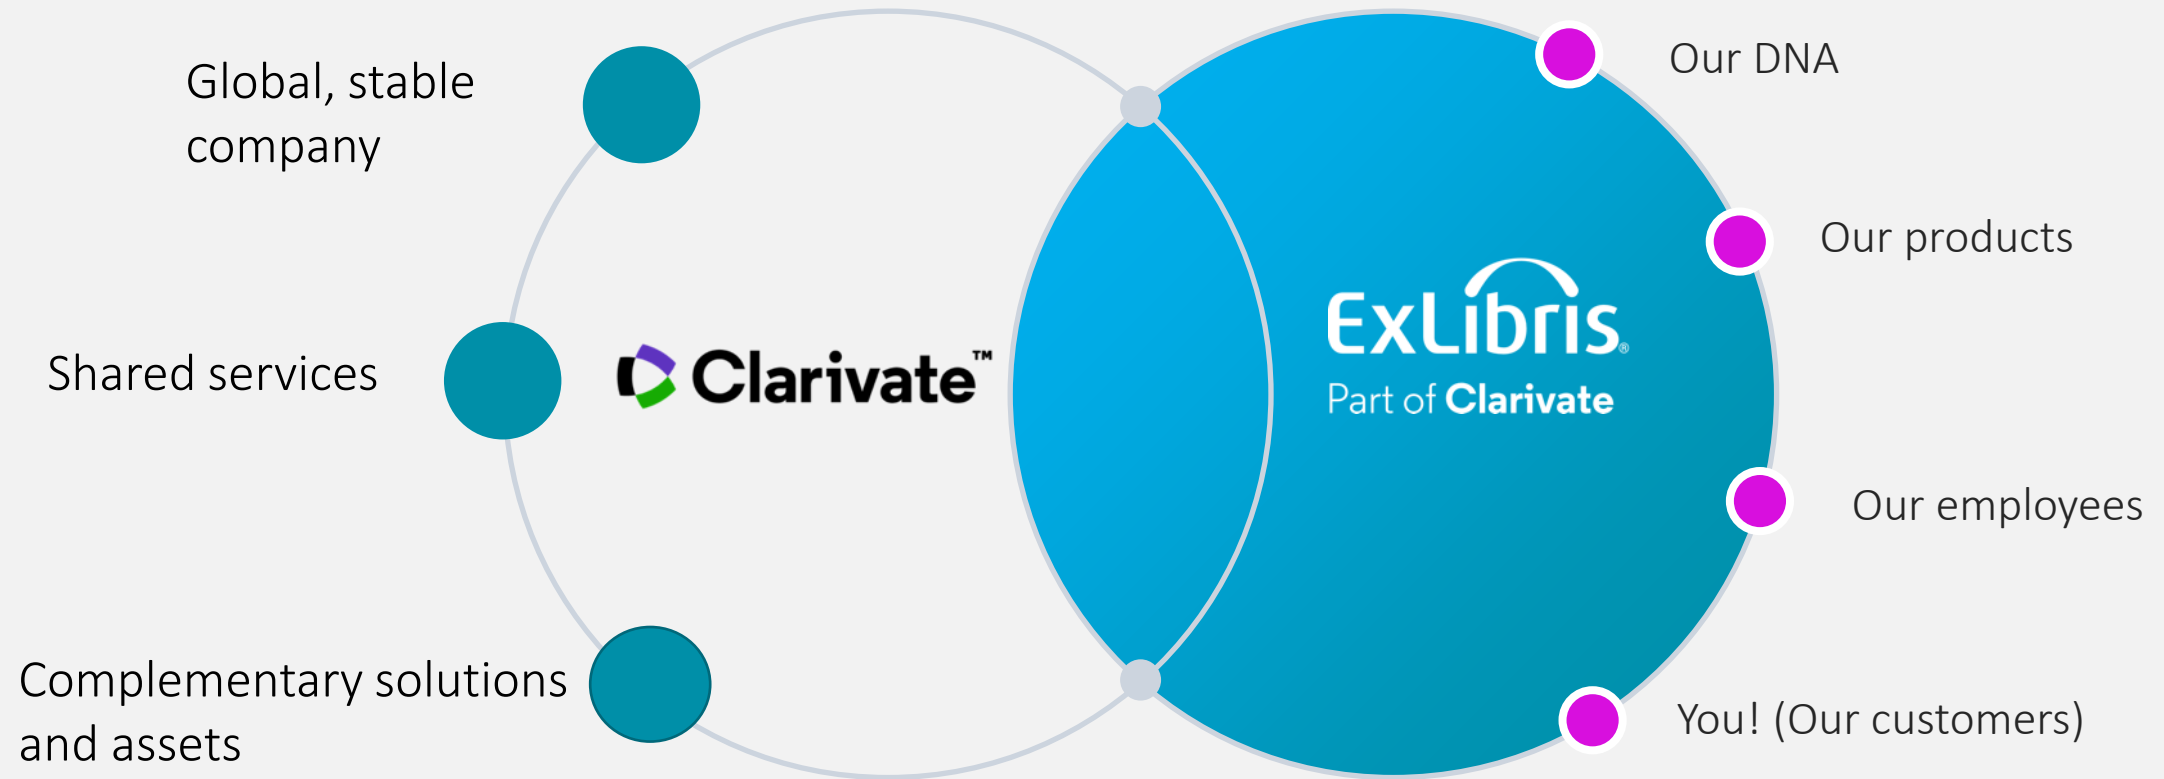 Global, stable
company
Shared services
Complementary solutions
and assets
Clarivate™
ExLibris®
Part of Clarivate
Our DNA
Our products
Our employees
You! (Our customers)